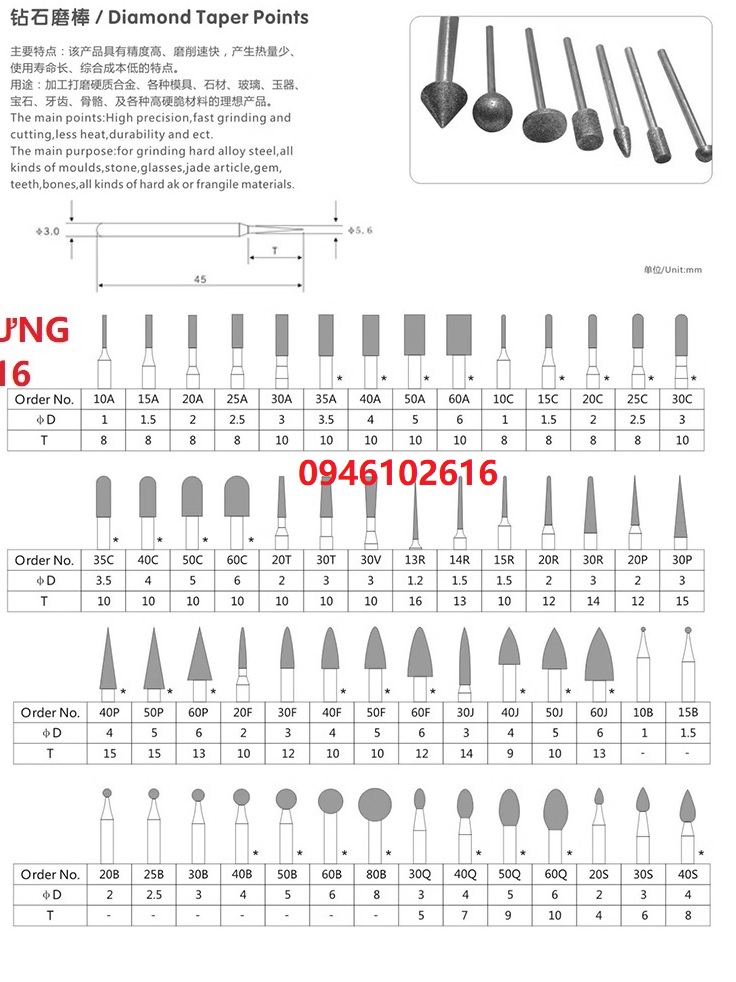 钻石磨棒 / Diamond Taper Points
主要特点：该产品具有精度高、磨削速快，产生热量少、
使用寿命长、综合成本低的特点。
用途：加工打磨硬质合金、各种模具、石材、玻璃、玉器、
宝石、牙齿、骨骼、及各种高硬脆材料的理想产品。
The main points:High precision,fast grinding and
cutting,less heat,durability and ect.
The main purpose:for grinding hard alloy steel,all
kinds of moulds,stone,glasses,jade article,gem,
teeth,bones,all kinds of hard ak or frangile materials.
Φ3.0
Φ5.6
T
45
单位/Unit:mm
ƯNG
16
* * * * * * * *
Order No. 10A 15A 20A 25A 30A 35A 40A 50A 60A 10C 15C 20C 25C 30C
ΦD 1 1.5 2 2.5 3 3.5 4 5 6 1 1.5 2 2.5 3
T 8 8 8 8 10 10 10 10 10 8 8 8 8 10
0946102616
* * * *
Order No. 35C 40C 50C 60C 20T 30T 30V 13R 14R 15R 20R 30R 20P 30P
ΦD 3.5 4 5 6 2 3 3 1.2 1.5 1.5 2 3 2 3
T 10 10 10 10 10 10 10 16 13 10 12 14 12 15
* * * * * * * * *
Order No. 40P 50P 60P 20F 30F 40F 50F 60F 30J 40J 50J 60J 10B 15B
ΦD 4 5 6 2 3 4 5 6 3 4 5 6 1 1.5
T 15 15 13 10 12 10 10 12 14 9 10 13 - -
* * * * * * * *
Order No. 20B 25B 30B 40B 50B 60B 80B 30Q 40Q 50Q 60Q 20S 30S 40S
ΦD 2 2.5 3 4 5 6 8 3 4 5 6 2 3 4
T - - - - - - - 5 7 9 10 4 6 8